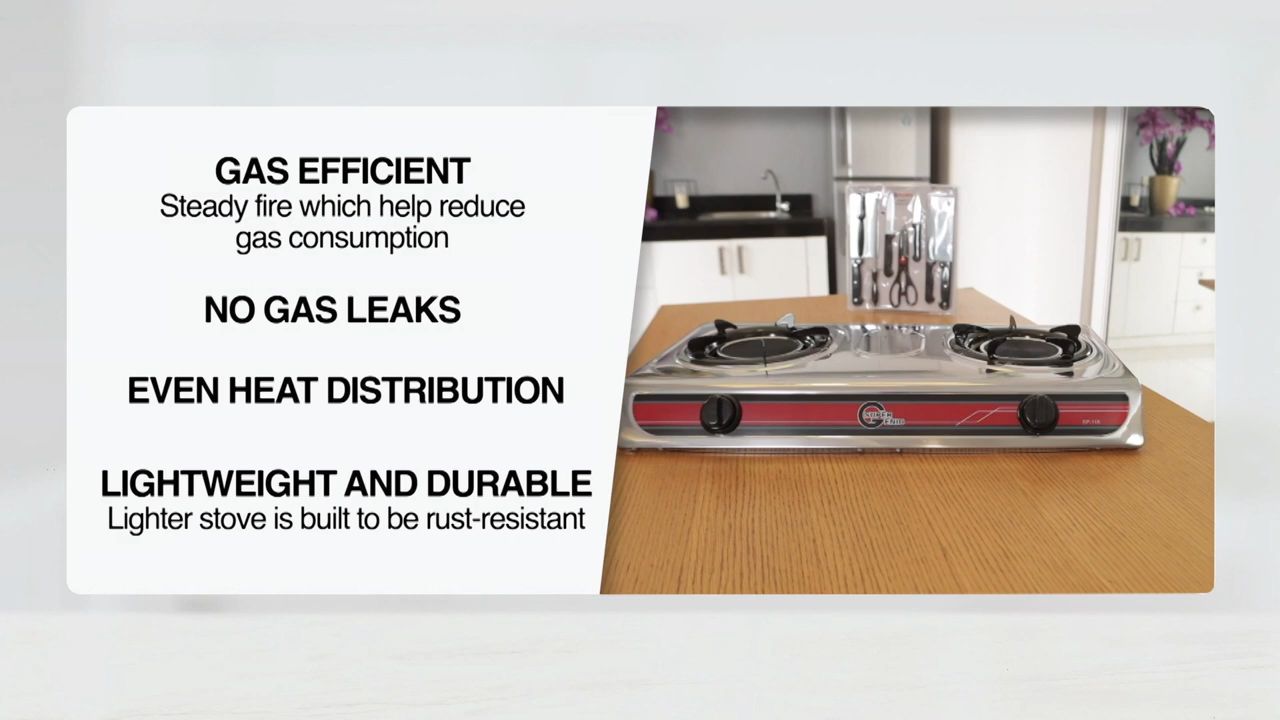 GAS EFFICIENT
Steady fire which help reduce
gas consumption
NO GAS LEAKS
EVEN HEAT DISTRIBUTION
LIGHTWEIGHT AND DURABLE
Lighter stove is built to be rust-resistant
SUPER